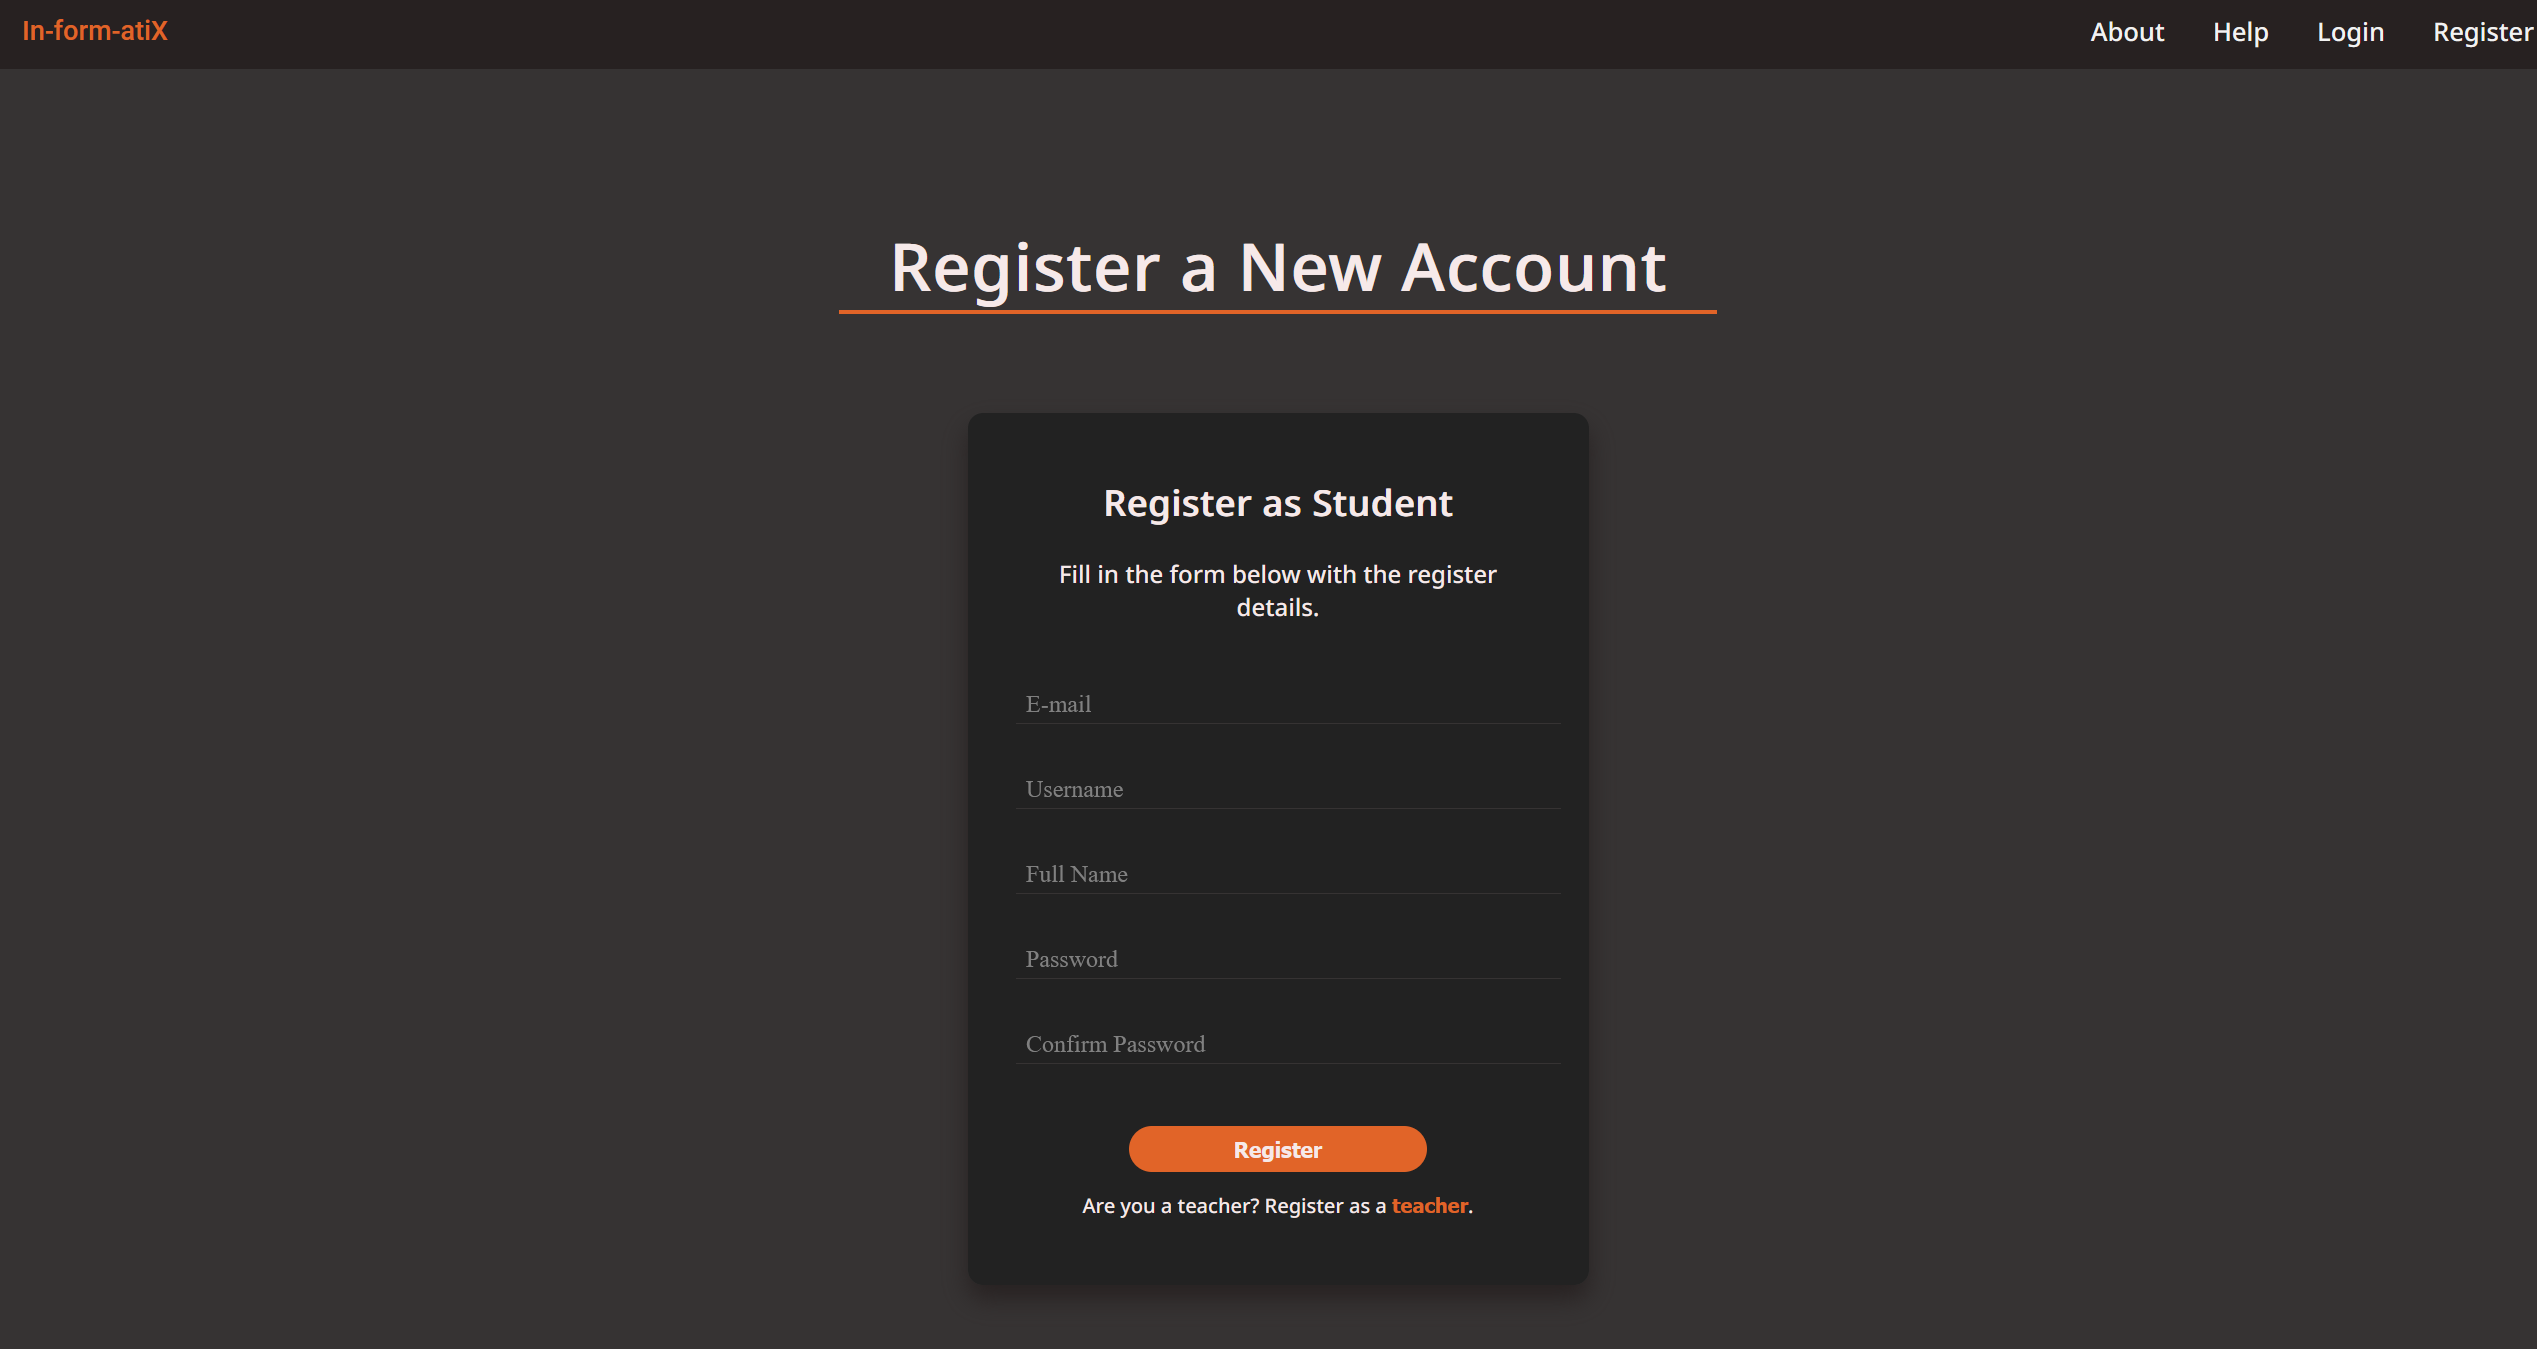 In-form-atiX
About Help Login Register
Register a New Account
Register as Student
Fill in the form below with the register
details.
E-mail
Username
Full Name
Password
Confirm Password
Register
Are you a teacher? Register as a teacher.